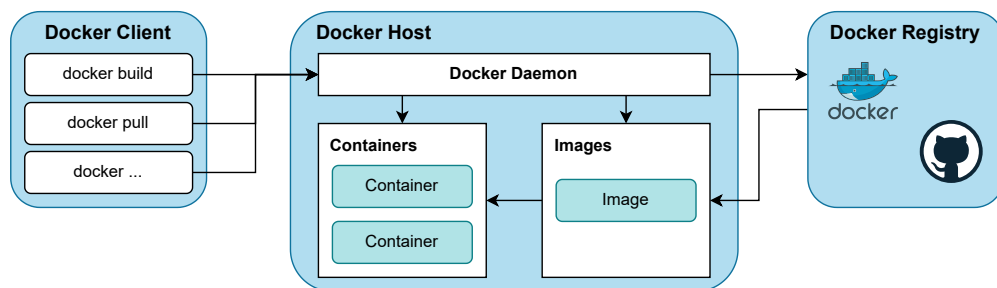 Docker Client
docker build
docker pull
docker ...
Docker Host
Docker Daemon
Containers
Container
Container
Images
Image
Docker Registry
docker